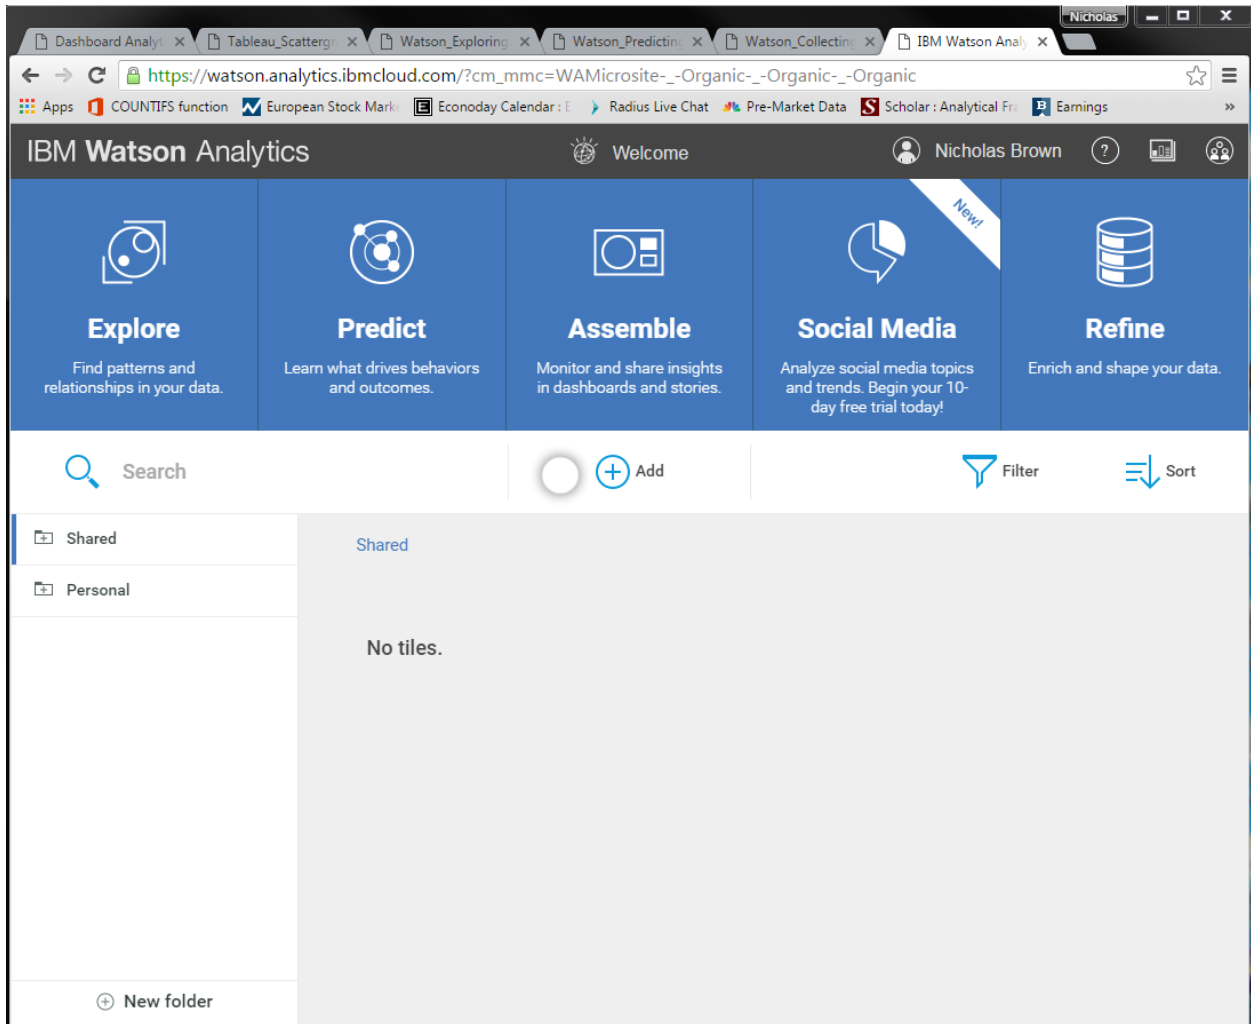 Nicholas
Dashboard Analyt
Tableau_Scattergr
Watson_Exploring
Watson_Predicting
Watson_Collecting
IBM Watson Analy
https://watson.analytics.ibmcloud.com/?cm_mmc=WAMicrosite-_-Organic-_-Organic-_-Organic
Apps
COUNTIFS function
European Stock Marke
Econoday Calendar : E
Radius Live Chat
Pre-Market Data
Scholar : Analytical Fra
Earnings
»
IBM Watson Analytics
Welcome
Nicholas Brown
?
New!
Explore
Find patterns and
relationships in your data.
Predict
Learn what drives behaviors
and outcomes.
Assemble
Monitor and share insights
in dashboards and stories.
Social Media
Analyze social media topics
and trends. Begin your 10-
day free trial today!
Refine
Enrich and shape your data.
Search
Add
Filter
Sort
Shared
Personal
Shared
No tiles.
New folder